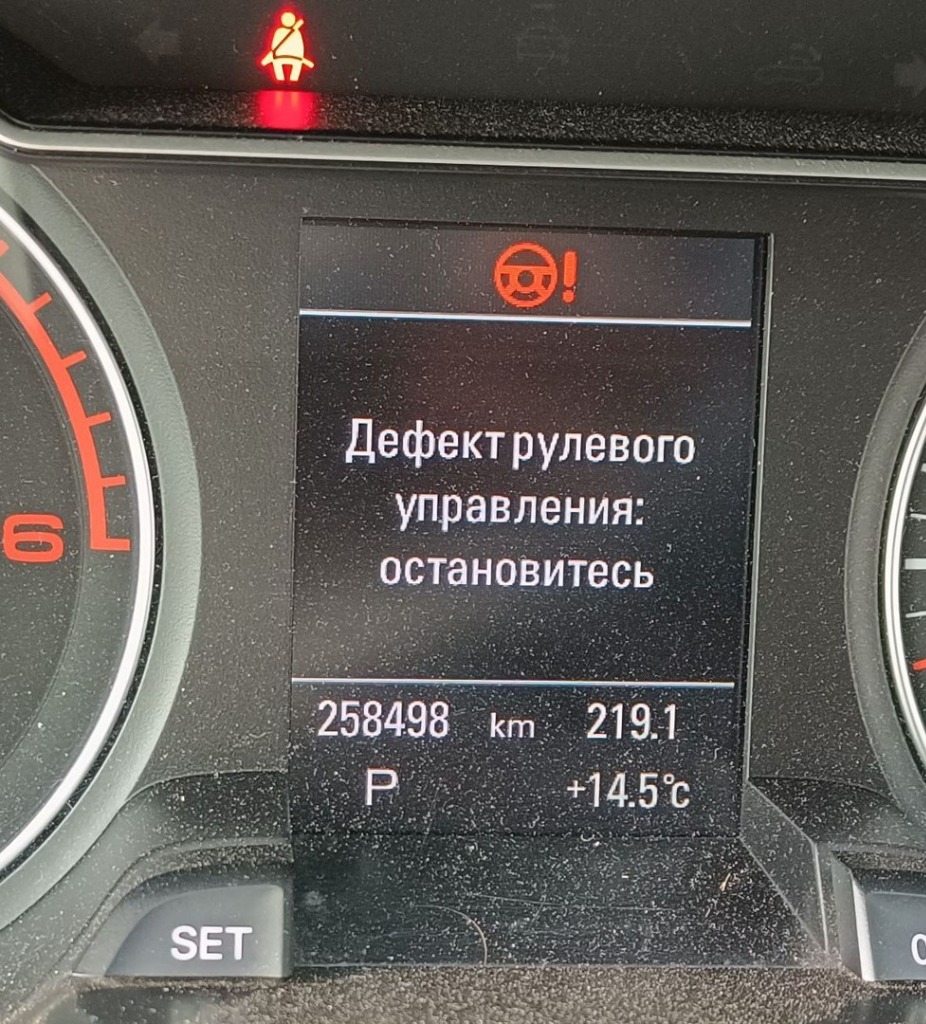 6
Дефект рулевого
управления:
остановитесь
258498 km 219.1
P +14.5°C
SET